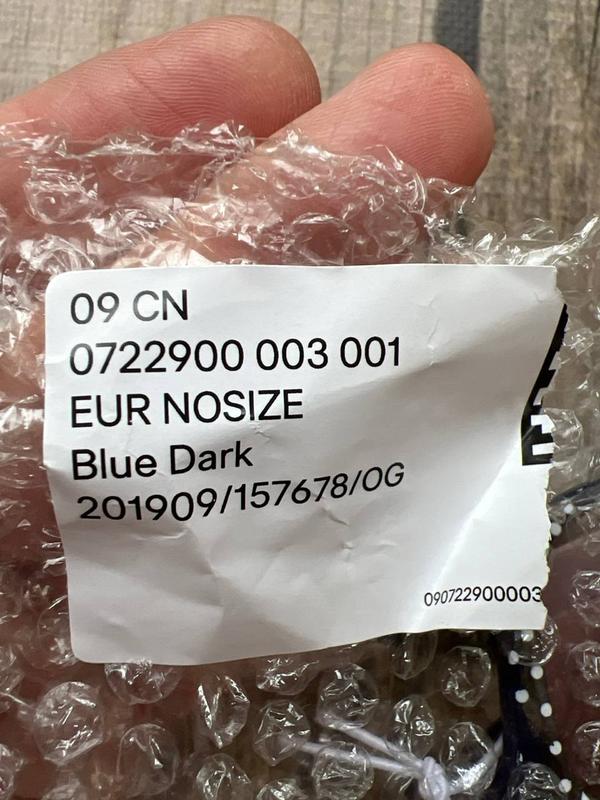 09 CN
0722900 003 001
EUR NOSIZE
Blue Dark
201909/157678/OG
090722900003